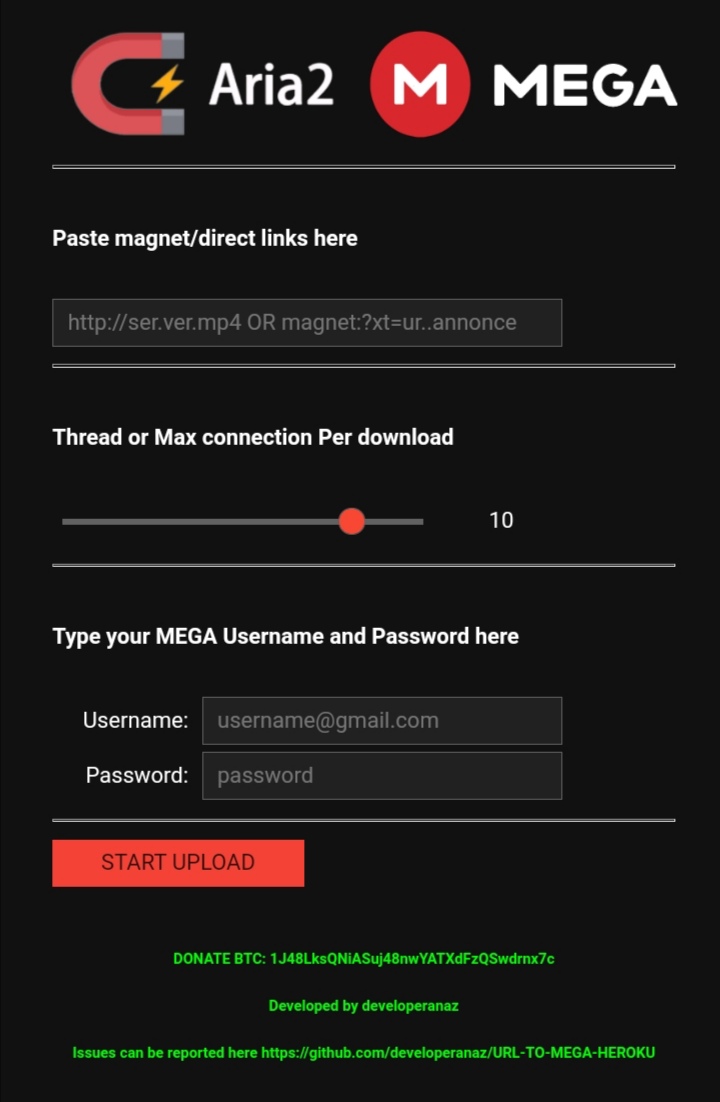 Aria2 MEGA
Paste magnet/direct links here
http://ser.ver.mp4 OR magnet:?xt=ur..annonce
Thread or Max connection Per download
10
Type your MEGA Username and Password here
Username: username@gmail.com
Password: password
START UPLOAD
DONATE BTC: 1J48LksQNiASuj48nwYATXdFzQSwdrnx7c
Developed by developeranaz
Issues can be reported here https://github.com/developeranaz/URL-TO-MEGA-HEROKU